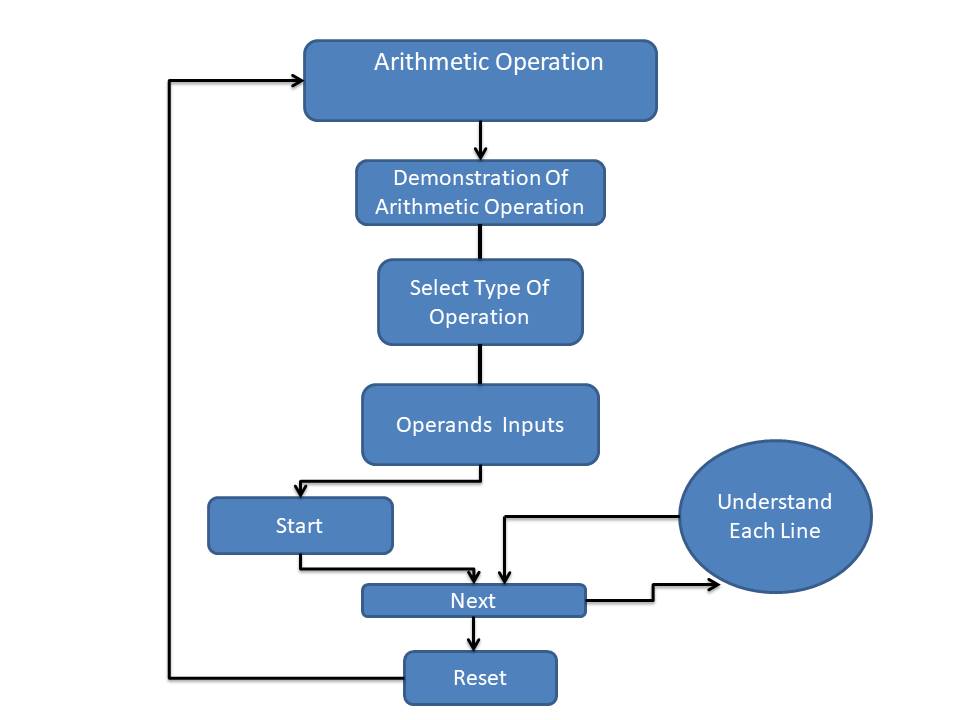 Arithmetic Operation
Demonstration Of
Arithmetic Operation
Select Type Of
Operation
Operands Inputs
Start
Understand
Each Line
Next
Reset